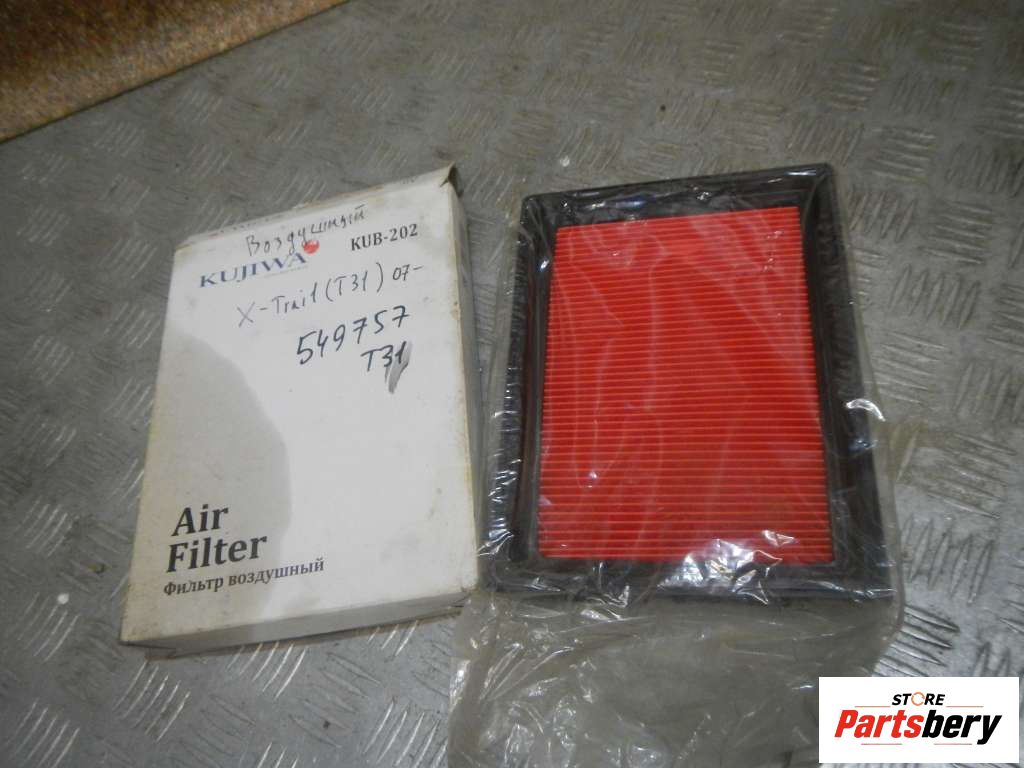 Воздушный
KUJIWA
KUB-202
X-Trail (T31) 07-
549757
T31
Air
Filter
Фильтр воздушный
STORE
Partsbery